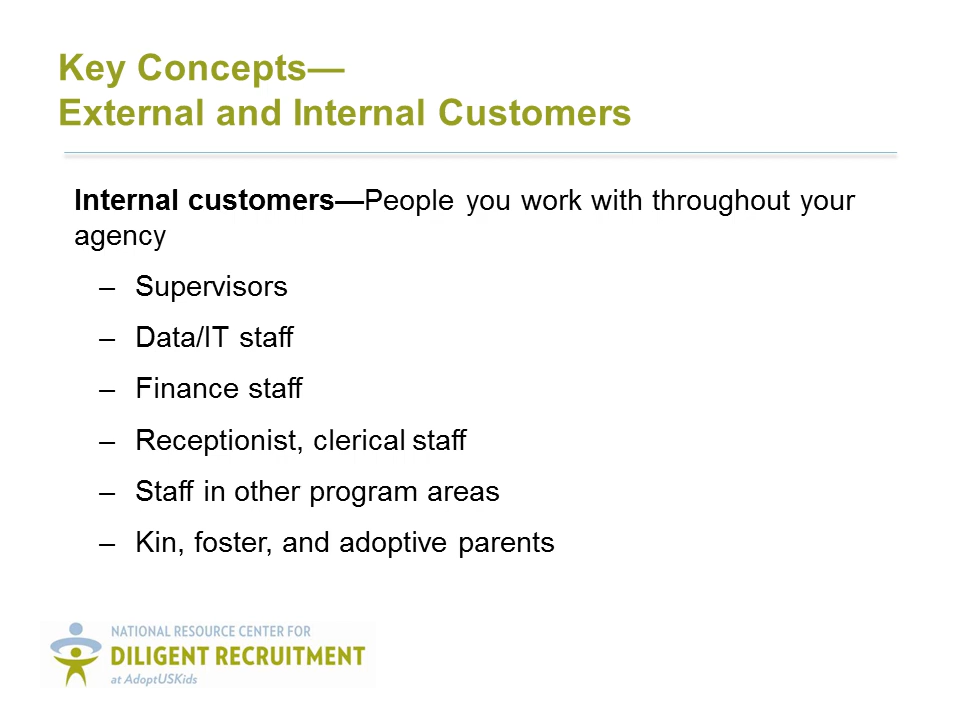 Key Concepts—
External and Internal Customers
Internal customers—People you work with throughout your
agency
– Supervisors
– Data/IT staff
– Finance staff
– Receptionist, clerical staff
– Staff in other program areas
– Kin, foster, and adoptive parents
NATIONAL RESOURCE CENTER FOR
DILIGENT RECRUITMENT
at AdoptUSKids